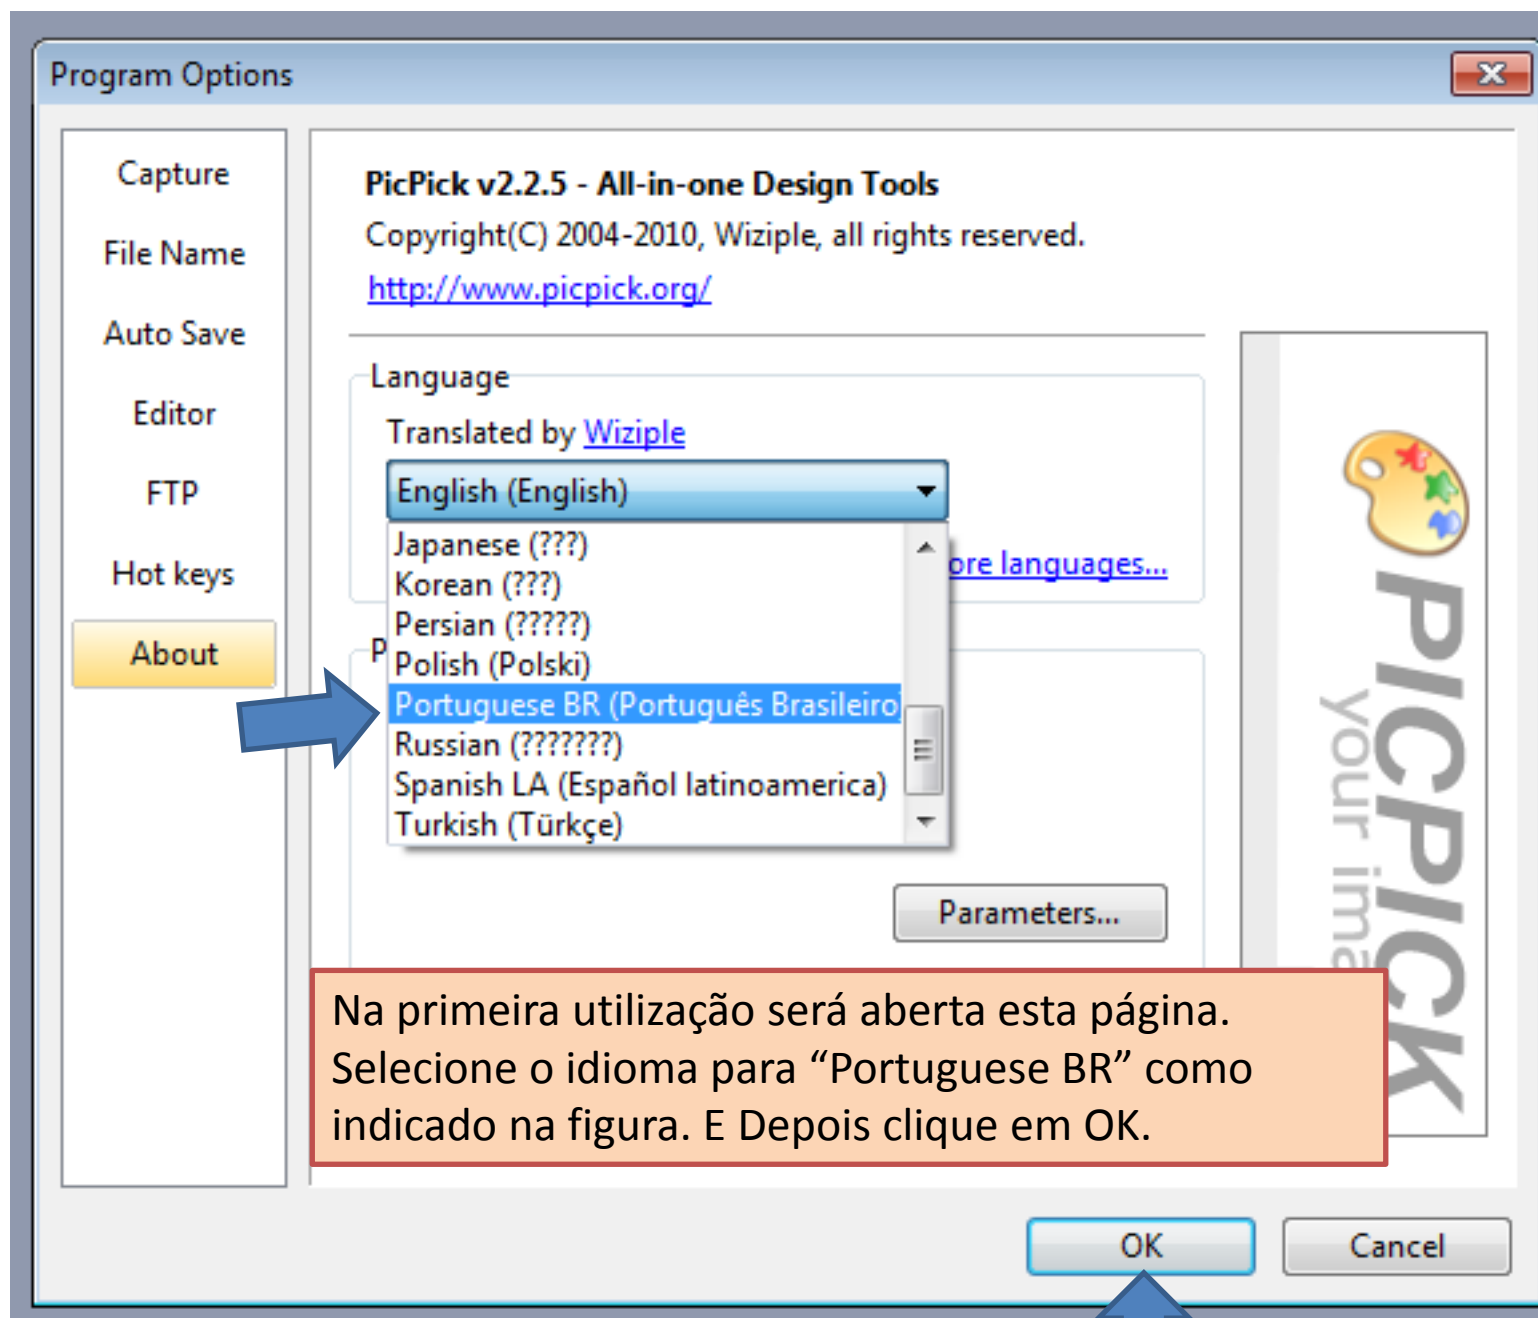 Program Options
Capture
File Name
Auto Save
Editor
FTP
Hot keys
About
PicPick v2.2.5 - All-in-one Design Tools
Copyright(C) 2004-2010, Wiziple, all rights reserved.
http://www.picpick.org/
Language
Translated by Wiziple
English (English)
Japanese (???)
Korean (???)
Persian (?????)
Polish (Polski)
Portuguese BR (Português Brasileiro)
Russian (???????)
Spanish LA (Español latinoamerica)
Turkish (Türkçe)
ore languages...
P
Parameters...
PICPICK
your ima
Na primeira utilização será aberta esta página.
Selecione o idioma para “Portuguese BR” como
indicado na figura. E Depois clique em OK.
OK
Cancel